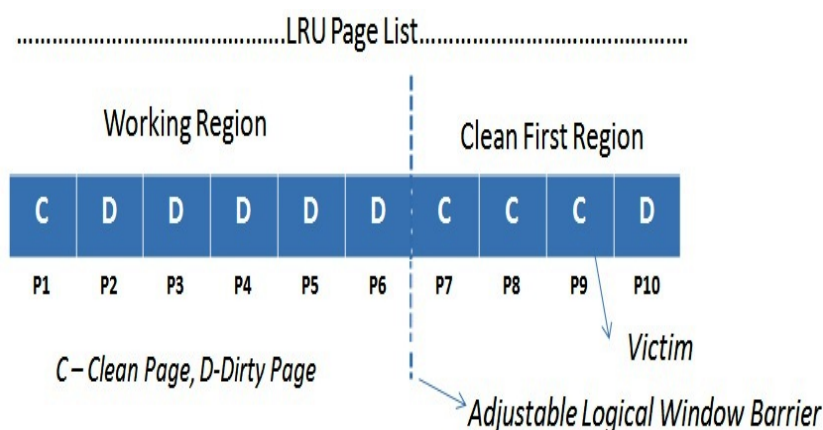 ……………………………………….LRU Page List……………………………………….
Working Region
Clean First Region
C D D D D D C C C D
P1 P2 P3 P4 P5 P6 P7 P8 P9 P10
C – Clean Page, D-Dirty Page
Victim
Adjustable Logical Window Barrier